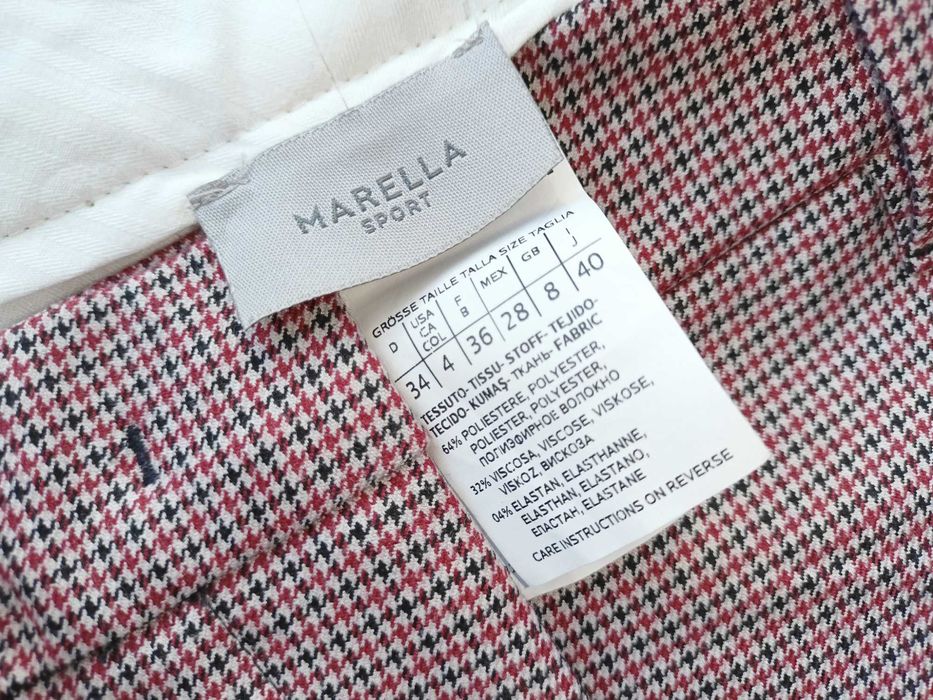 MARELLA
SPORT
GRÖSSE TAILLE TALLA SIZE TAGLIA
D USA CA COL F B MEX GB I J
34 4 36 28 8 40
TESSUTO-TISSU-STOFF-TEJIDO-
TECIDO-KUMAŞ-ТКАНЬ-FABRIC
64% POLIESTERE, POLYESTER,
POLIESTER, POLYESTER,
ПОЛИЭФИРНОЕ ВОЛОКНО
32% VISCOSA, VISCOSE, VISKOSE,
VISKOZ, ВИСКОЗА
04% ELASTAN, ELASTHANNE,
ELASTHAN, ELASTANO,
ЕЛАСТАН, ELASTANE
CARE INSTRUCTIONS ON REVERSE